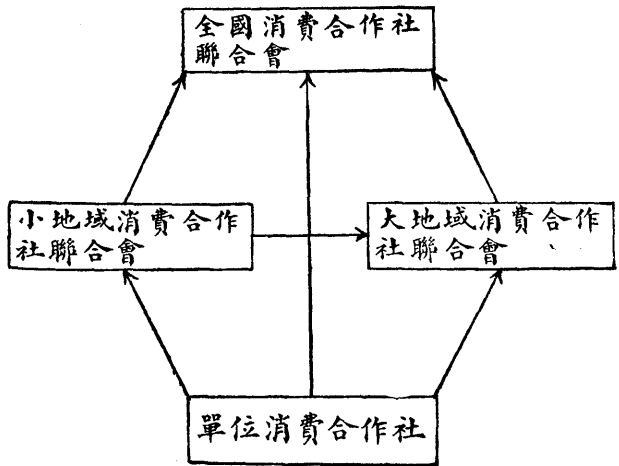 全國消費合作社
聯合會
小地域消費合作
社聯合會
大地域消費合作
社聯合會
單位消費合作社